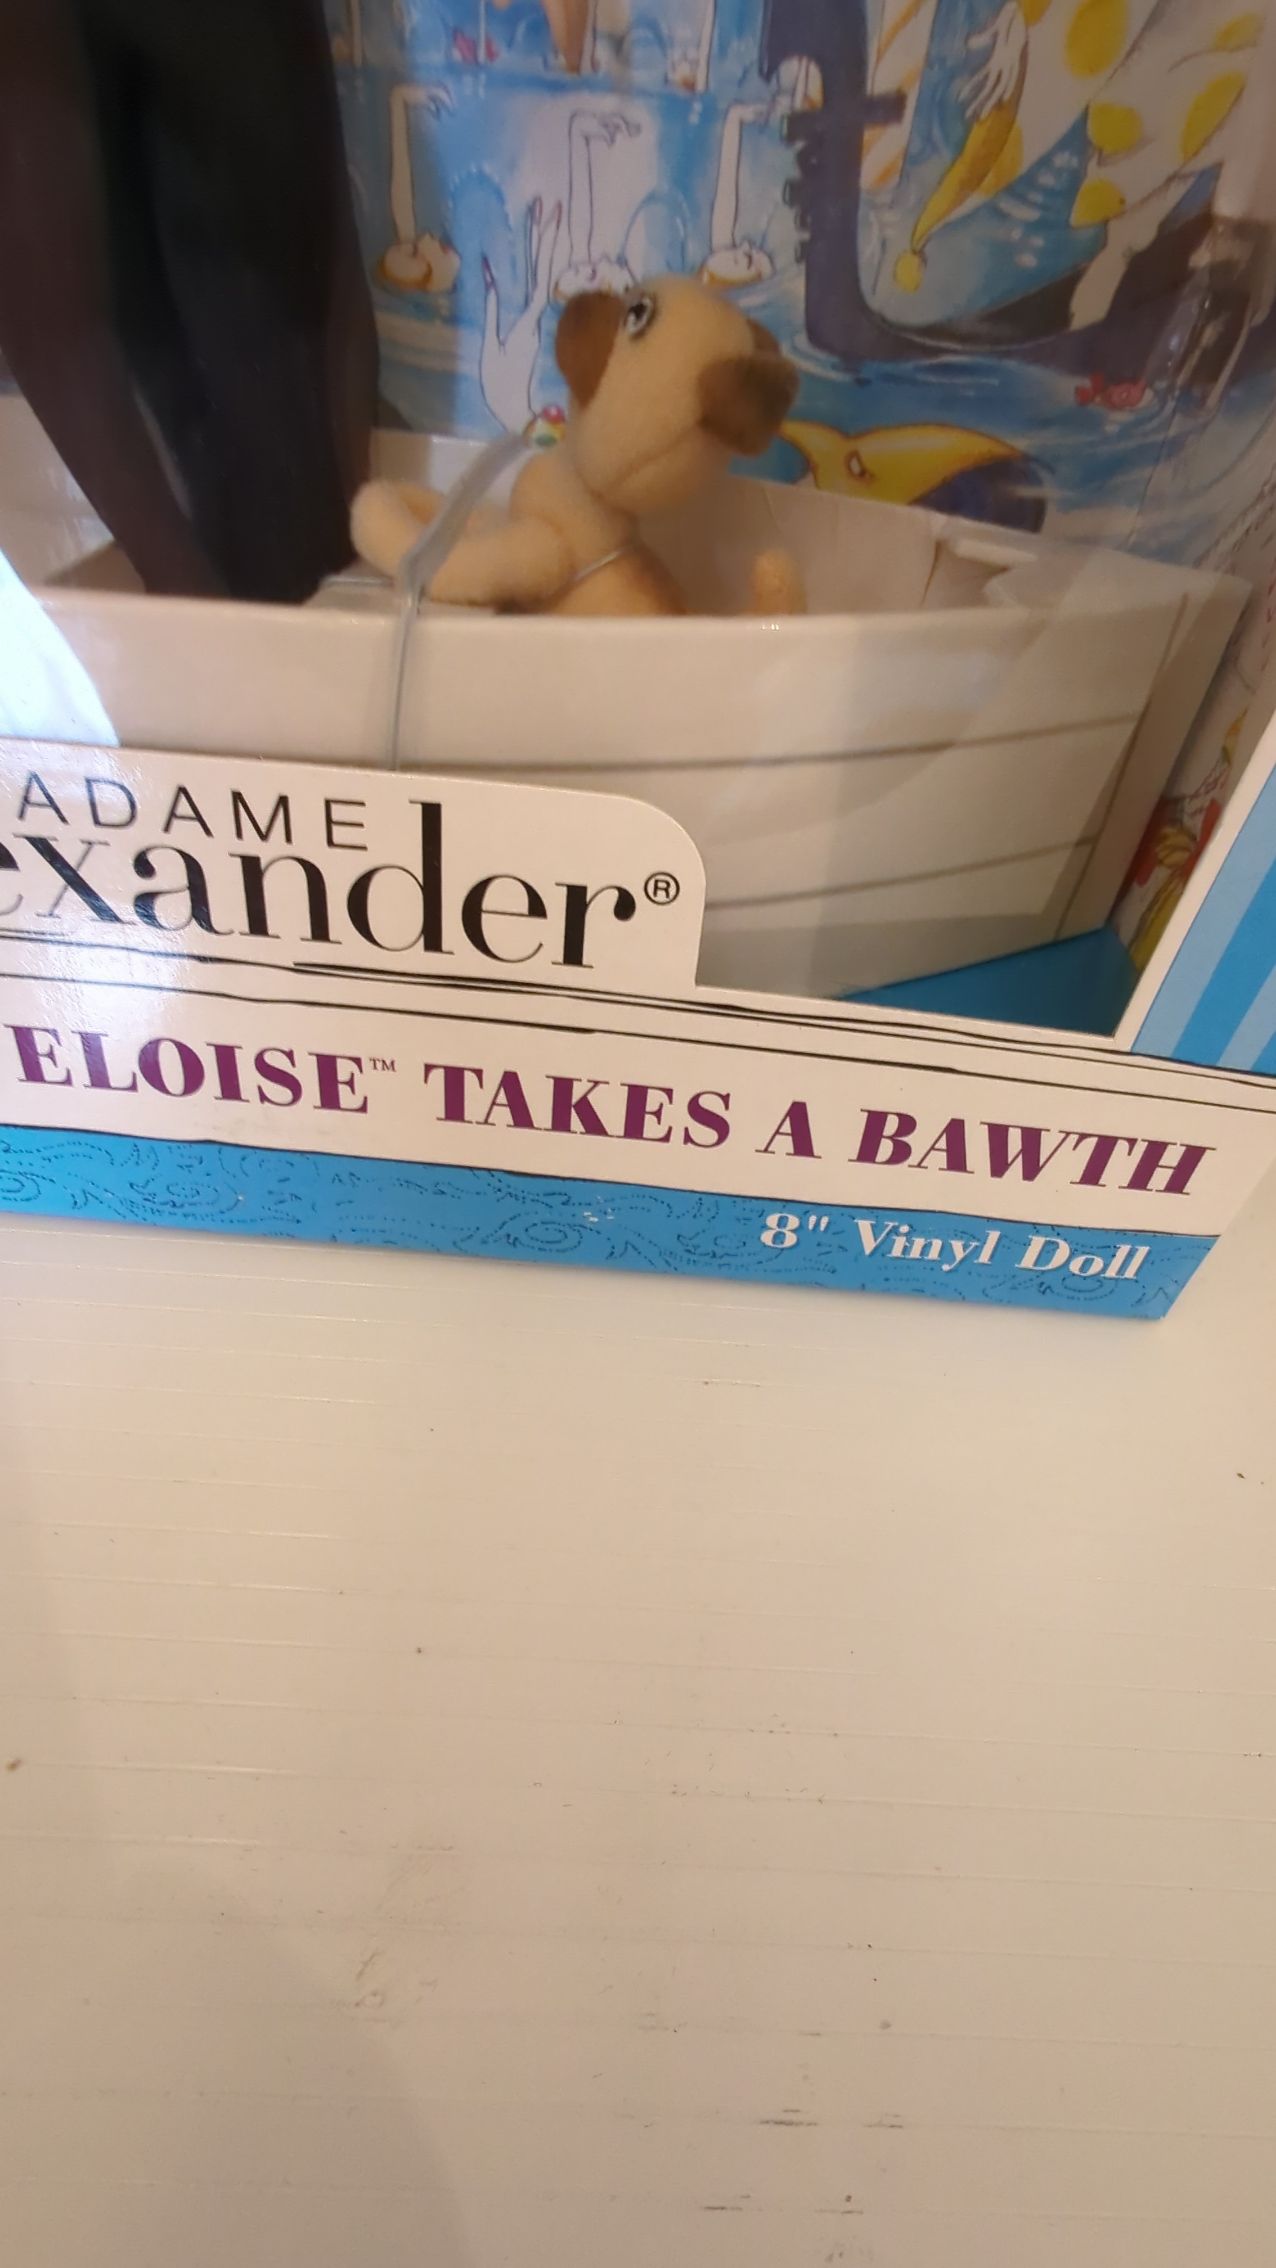 ADAME
exander®
ELOISE™ TAKES A BAWTH
8" Vinyl Doll